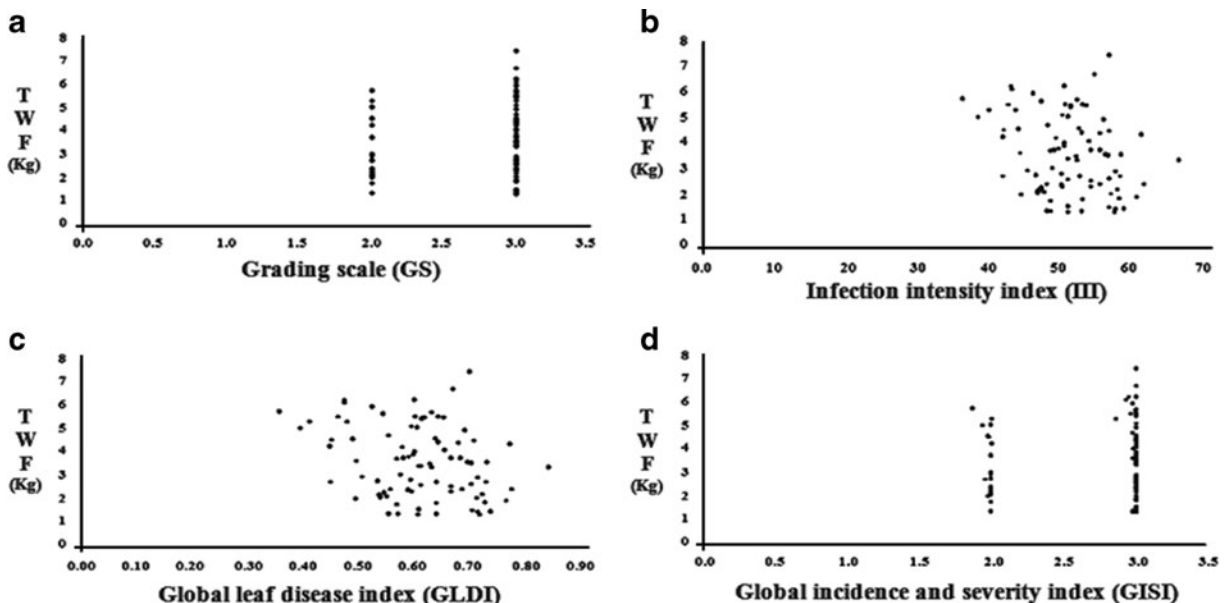 a
8
7
6
5
4
3
2
1
0
T
W
F
(Kg)
0.0 0.5 1.0 1.5 2.0 2.5 3.0 3.5
Grading scale (GS)
b
8
7
6
5
4
3
2
1
0
T
W
F
(Kg)
0.0 10 20 30 40 50 60 70
Infection intensity index (III)
c
8
7
6
5
4
3
2
1
0
T
W
F
(Kg)
0.00 0.10 0.20 0.30 0.40 0.50 0.60 0.70 0.80 0.90
Global leaf disease index (GLDI)
d
8
7
6
5
4
3
2
1
0
T
W
F
(Kg)
0.0 0.5 1.0 1.5 2.0 2.5 3.0 3.5
Global incidence and severity index (GISI)